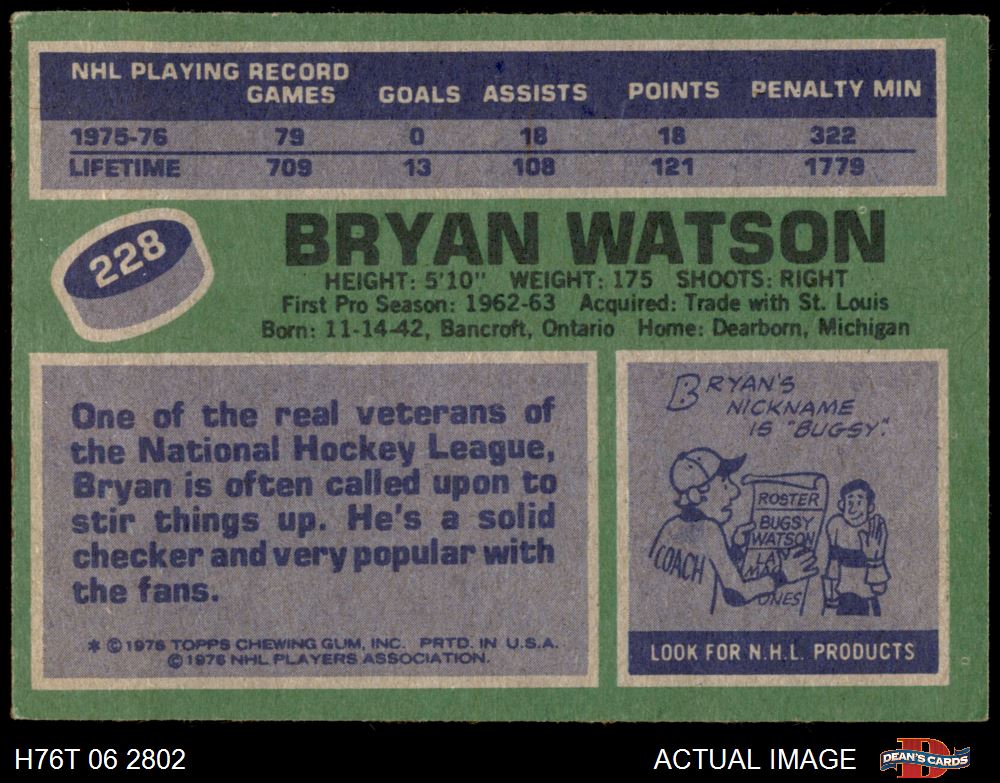 NHL PLAYING RECORD
GAMES GOALS ASSISTS POINTS PENALTY MIN
1975-76 79 0 18 18 322
LIFETIME 709 13 108 121 1779
228
BRYAN WATSON
HEIGHT: 5'10" WEIGHT: 175 SHOOTS: RIGHT
First Pro Season: 1962-63 Acquired: Trade with St. Louis
Born: 11-14-42, Bancroft, Ontario Home: Dearborn, Michigan
One of the real veterans of
the National Hockey League,
Bryan is often called upon to
stir things up. He's a solid
checker and very popular with
the fans.
* © 1976 TOPPS CHEWING GUM, INC. PRTD. IN U.S.A.
© 1976 NHL PLAYERS ASSOCIATION.
BRYAN'S
NICKNAME
IS "BUGSY".
ROSTER
BUGSY
WATSON
COACH
JONES
LOOK FOR N.H.L. PRODUCTS
H76T 06 2802 ACTUAL IMAGE DEAN'S CARDS